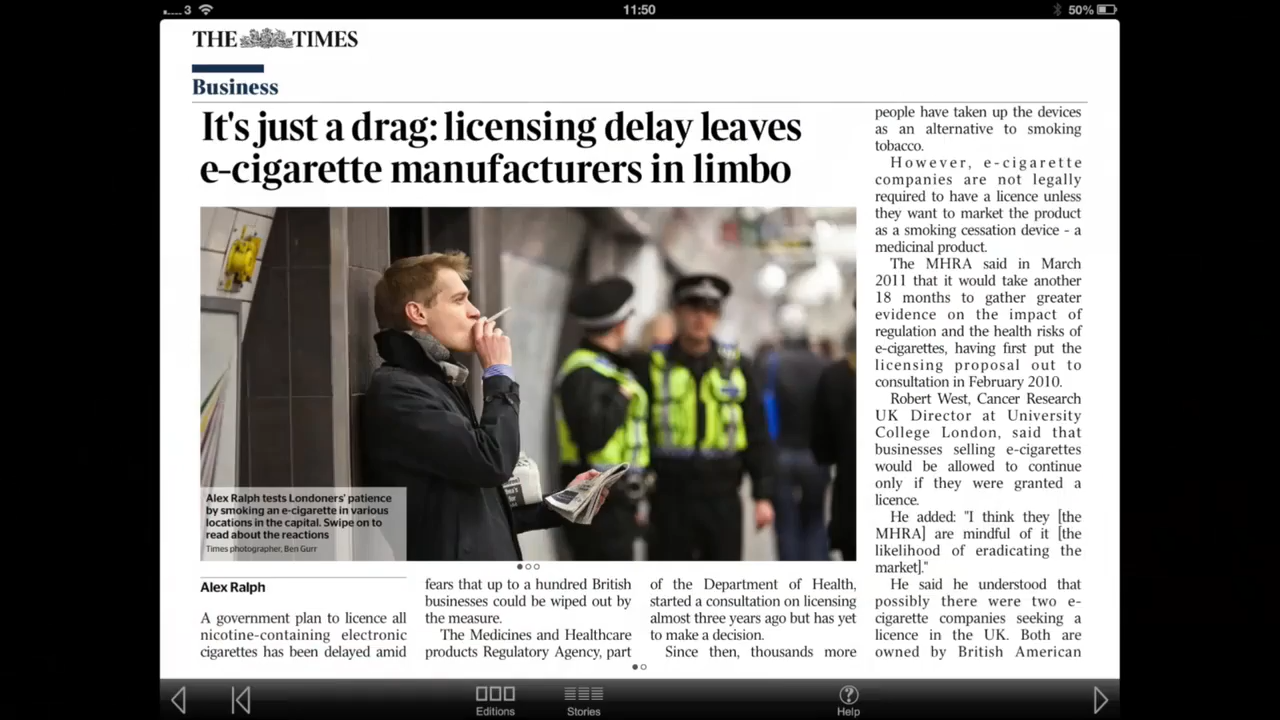 3
11:50
50%
THE TIMES
Business
It's just a drag: licensing delay leaves
e-cigarette manufacturers in limbo
Alex Ralph tests Londoners' patience
by smoking an e-cigarette in various
locations in the capital. Swipe on to
read about the reactions
Times photographer, Ben Gurr
Alex Ralph
A government plan to licence all
nicotine-containing electronic
cigarettes has been delayed amid
fears that up to a hundred British
businesses could be wiped out by
the measure.
The Medicines and Healthcare
products Regulatory Agency, part
of the Department of Health,
started a consultation on licensing
almost three years ago but has yet
to make a decision.
Since then, thousands more
people have taken up the devices
as an alternative to smoking
tobacco.
However, e-cigarette
companies are not legally
required to have a licence unless
they want to market the product
as a smoking cessation device - a
medicinal product.
The MHRA said in March
2011 that it would take another
18 months to gather greater
evidence on the impact of
regulation and the health risks of
e-cigarettes, having first put the
licensing proposal out to
consultation in February 2010.
Robert West, Cancer Research
UK Director at University
College London, said that
businesses selling e-cigarettes
would be allowed to continue
only if they were granted a
licence.
He added: "I think they [the
MHRA] are mindful of it [the
likelihood of eradicating the
market]."
He said he understood that
possibly there were two e-
cigarette companies seeking a
licence in the UK. Both are
owned by British American
Editions
Stories
Help